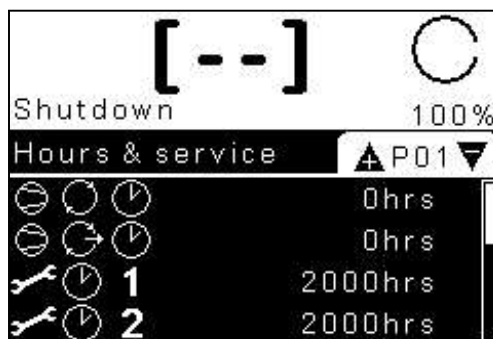 [--]
Shutdown 100%
Hours & service P01
0hrs
0hrs
1 2000hrs
2 2000hrs